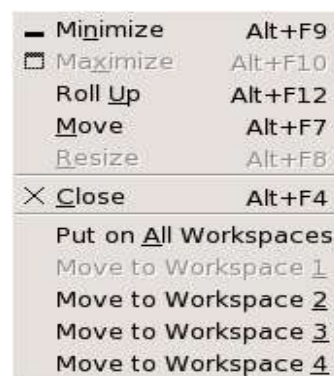 Minimize Alt+F9
Maximize Alt+F10
Roll Up Alt+F12
Move Alt+F7
Resize Alt+F8
Close Alt+F4
Put on All Workspaces
Move to Workspace 1
Move to Workspace 2
Move to Workspace 3
Move to Workspace 4